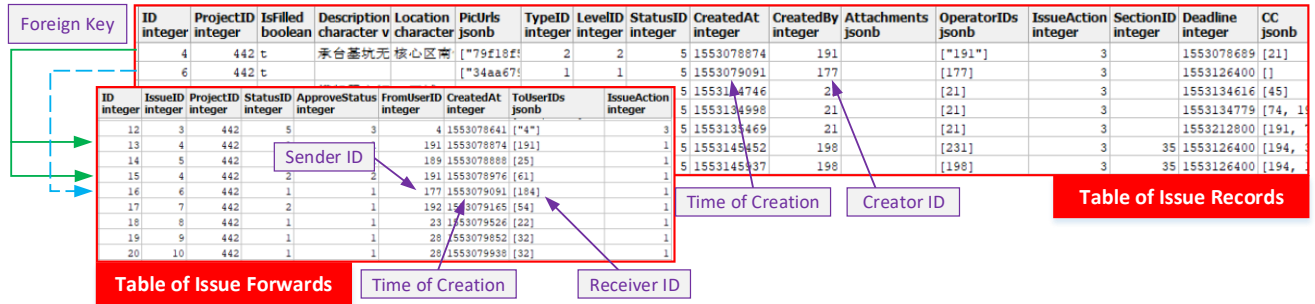 Foreign Key
ID ProjectID IsFilled Description Location PicUrls TypeID LevelID StatusID CreatedAt CreatedBy Attachments OperatorIDs IssueAction SectionID Deadline CC
integer integer boolean character v character jsonb integer integer integer integer integer jsonb jsonb integer integer integer jsonb
4 442 t 承台基坑无 核心区南 ["79f18f5 2 2 5 1553078874 191 ["191"] 3 1553078689 [21]
6 442 t ["34aa679 1 1 5 1553079091 177 [177] 3 1553126400 []
5 1553134746 2 [21] 3 1553134616 [45]
5 1553134998 21 [21] 3 1553134779 [74, 19
5 1553135469 21 [21] 3 1553212800 [191,
5 1553145452 198 [231] 3 35 1553126400 [194,
5 1553145937 198 [198] 3 35 1553126400 [194,
ID IssueID ProjectID StatusID ApproveStatus FromUserID CreatedAt ToUserIDs IssueAction
integer integer integer integer integer integer integer jsonb integer
12 3 442 5 3 4 1553078641 ["4"] 3
13 4 442 191 1553078874 [191] 1
14 5 442 189 1553078888 [25] 1
15 4 442 2 2 191 1553078976 [61] 1
16 6 442 1 1 177 1553079091 [184] 1
17 7 442 2 1 192 1553079165 [54] 1
18 8 442 1 1 23 1553079526 [22] 1
19 9 442 1 1 28 1553079852 [32] 1
20 10 442 1 1 28 1553079938 [32] 1
Sender ID
Time of Creation
Creator ID
Table of Issue Records
Table of Issue Forwards
Time of Creation
Receiver ID